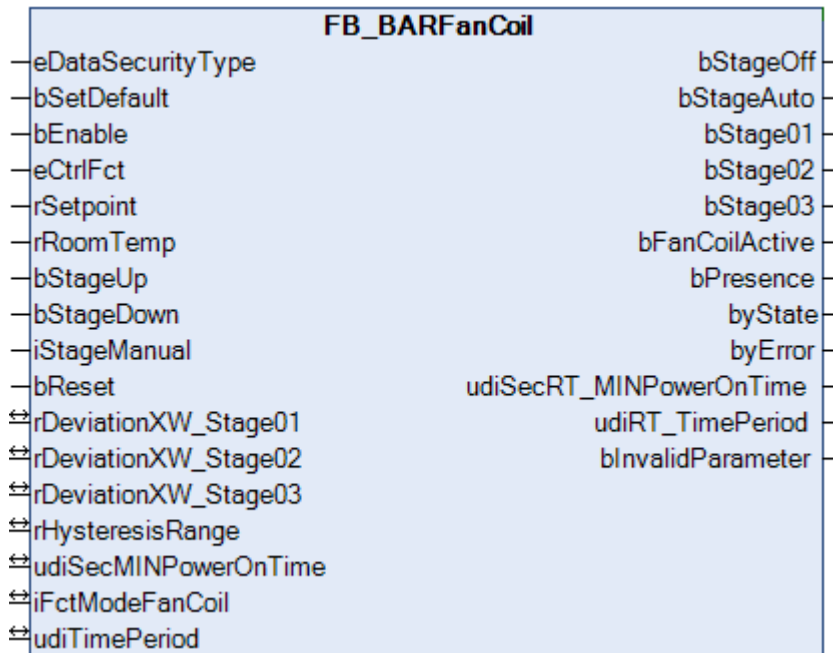 FB_BARFanCoil
eDataSecurityType bStageOff
bSetDefault bStageAuto
bEnable bStage01
eCtrlFct bStage02
rSetpoint bStage03
rRoomTemp bFanCoilActive
bStageUp bPresence
bStageDown byState
iStageManual byError
bReset udiSecRT_MINPowerOnTime
rDeviationXW_Stage01 udiRT_TimePeriod
rDeviationXW_Stage02 bInvalidParameter
rDeviationXW_Stage03
rHysteresisRange
udiSecMINPowerOnTime
iFctModeFanCoil
udiTimePeriod